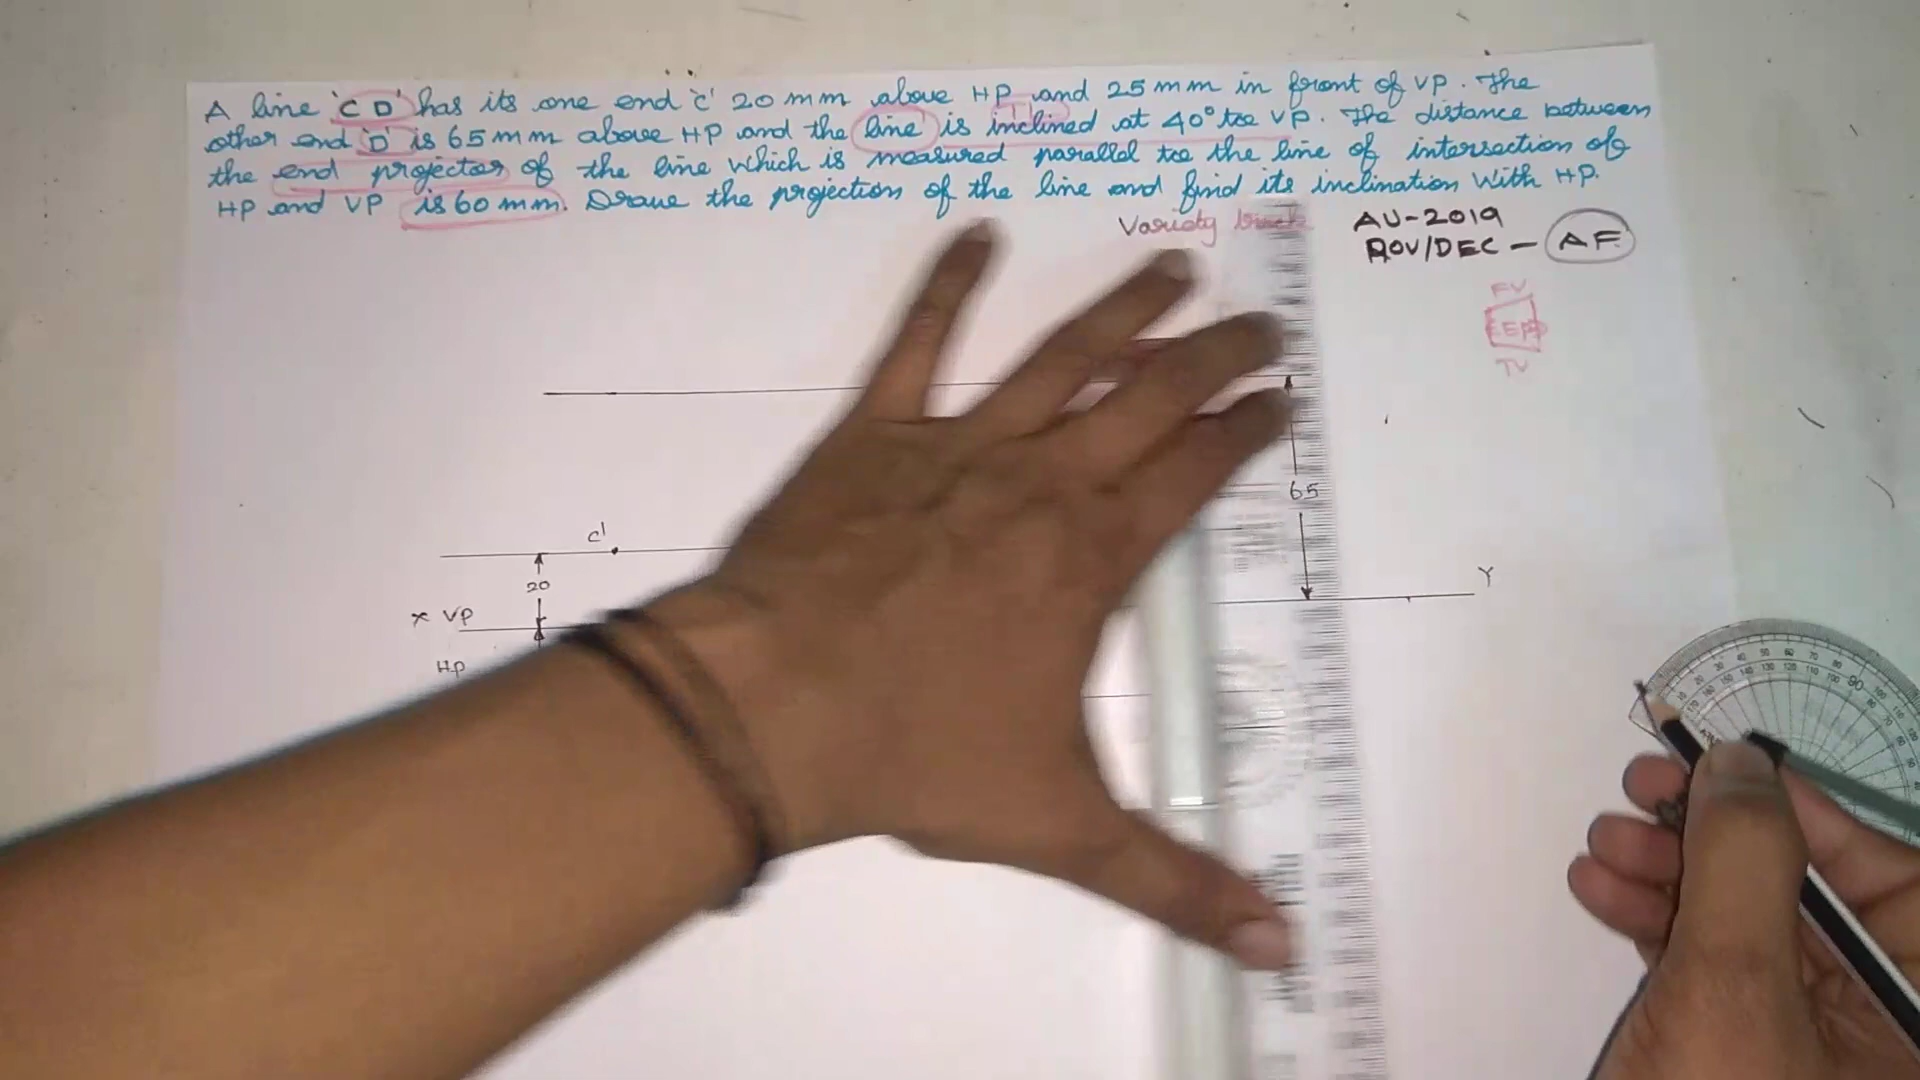 A line 'C D' has its one end 'c' 20 mm above HP and 25 mm in front of VP. The
other end 'D' is 65 mm above HP and the line is inclined at 40° to VP. The distance between
the end projector of the line which is measured parallel to the line of intersection of
HP and VP is 60 mm. Draw the projection of the line and find its inclination with HP.
Variety
AU-2019
NOV/DEC - AF
FV
TV
65
c'
20
X VP
Y
HP